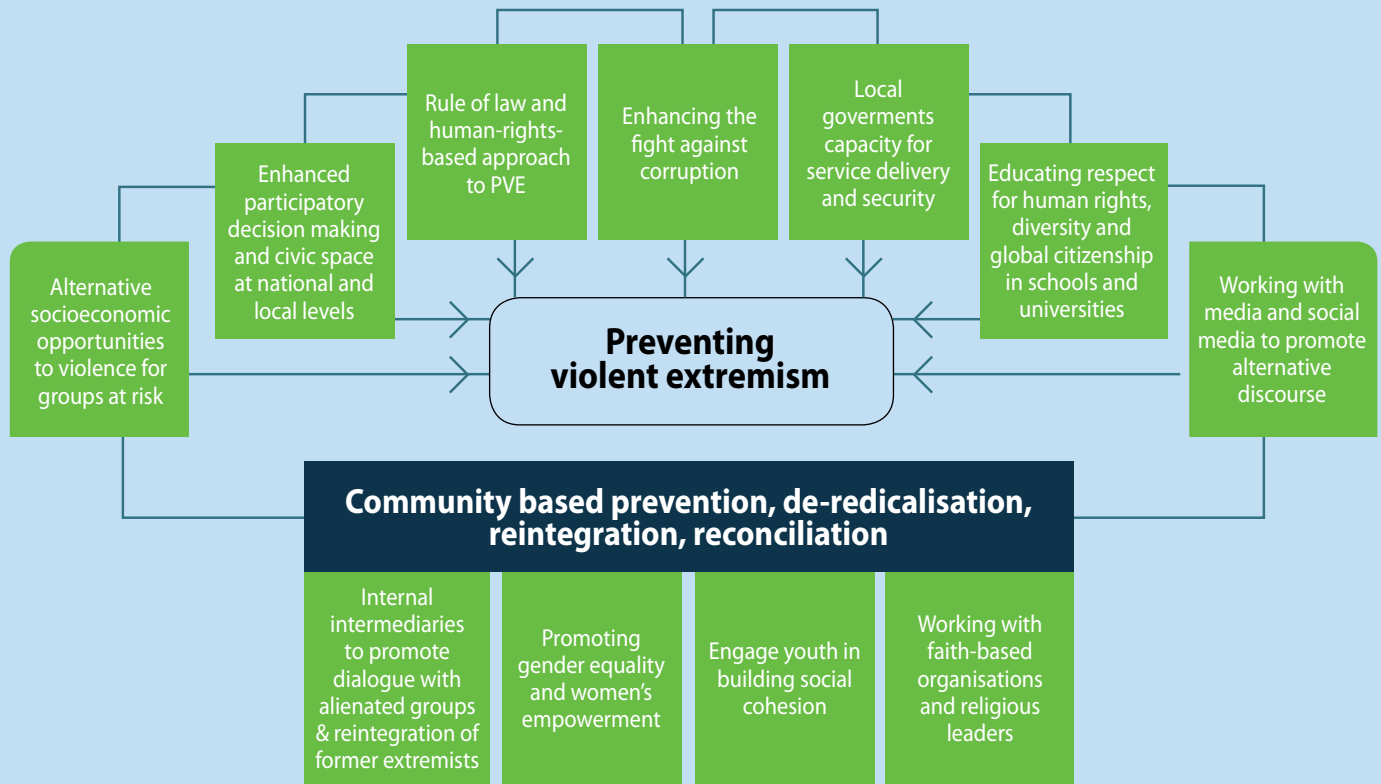 Alternative
socioeconomic
opportunities
to violence for
groups at risk
Enhanced
participatory
decision making
and civic space
at national and
local levels
Rule of law and
human-rights-
based approach
to PVE
Enhancing the
fight against
corruption
Local
goverments
capacity for
service delivery
and security
Educating respect
for human rights,
diversity and
global citizenship
in schools and
universities
Working with
media and social
media to promote
alternative
discourse
Preventing
violent extremism
Community based prevention, de-redicalisation,
reintegration, reconciliation
Internal
intermediaries
to promote
dialogue with
alienated groups
& reintegration of
former extremists
Promoting
gender equality
and women’s
empowerment
Engage youth in
building social
cohesion
Working with
faith-based
organisations
and religious
leaders